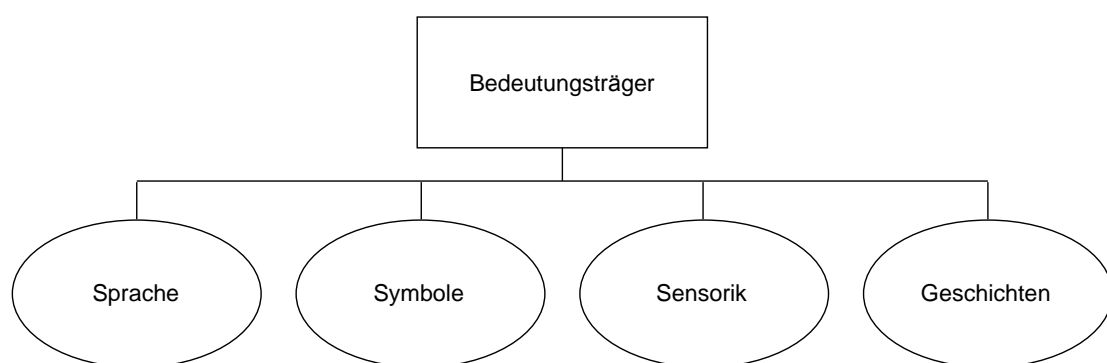 Bedeutungsträger
Sprache
Symbole
Sensorik
Geschichten